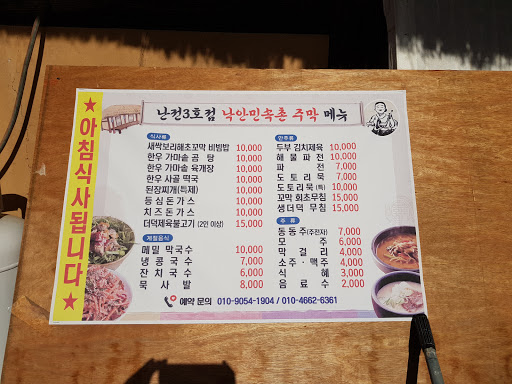 ★ 아침식사됩니다 ★
난전3호점 낙안민속촌 주막 메뉴
식사류
새싹보리해초꼬막 비빔밥 10,000
한우 가마솥 곰 탕 10,000
한우 가마솥 육개장 10,000
한우 사골 떡국 10,000
된장찌개(특제) 10,000
등심돈가스 10,000
치즈돈가스 10,000
더덕제육불고기 (2인 이상) 15,000
계절음식
메밀 막국수 10,000
냉 콩 국 수 7,000
잔 치 국 수 6,000
묵 사 발 8,000
안주류
두부 김치제육 10,000
해 물 파 전 10,000
파 전 7,000
도 토 리 묵 7,000
도토리묵 (특) 10,000
꼬막 회초무침 15,000
생더덕 무침 15,000
주 류
동 동 주(주전자) 7,000
모 주 6,000
막 걸 리 4,000
소주·맥주 4,000
식 혜 3,000
음 료 수 2,000
예약 문의 010-9054-1904 / 010-4662-6361